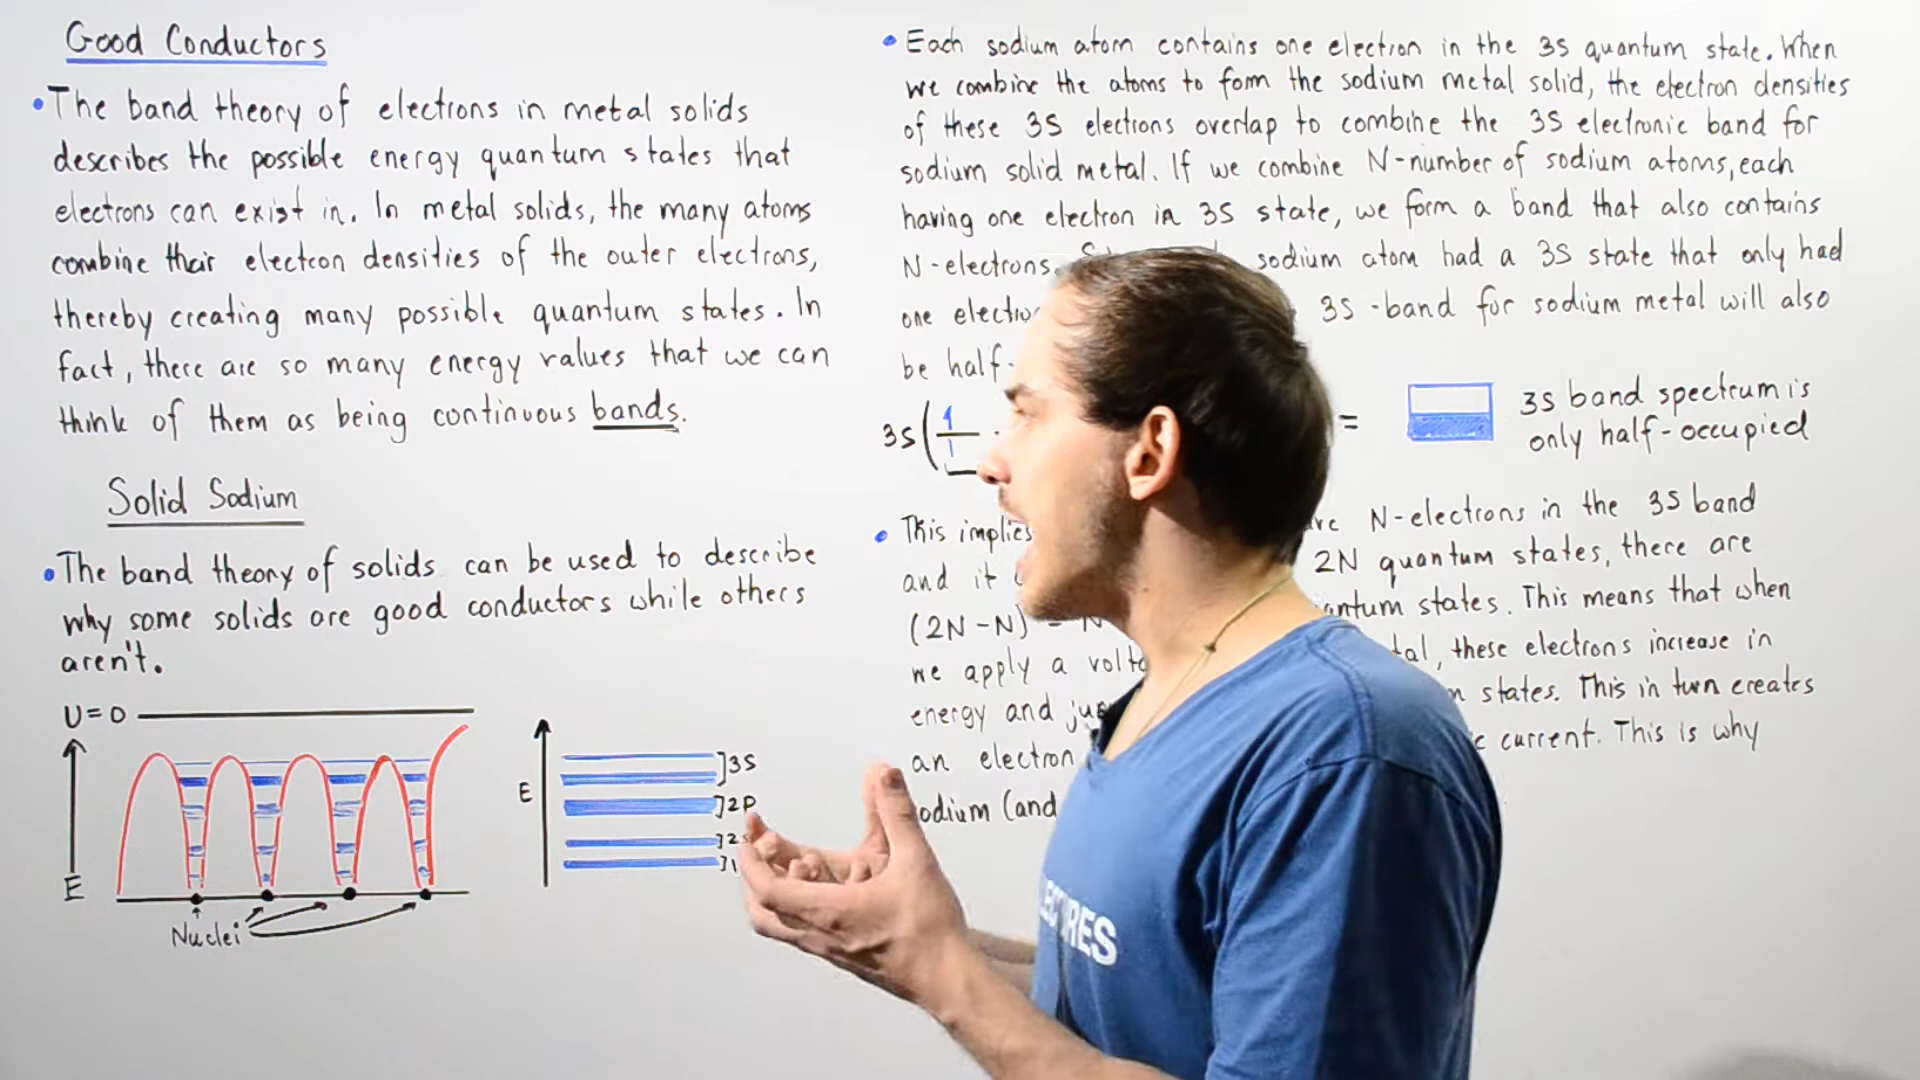 Good Conductors
• The band theory of electrons in metal solids
describes the possible energy quantum states that
electrons can exist in. In metal solids, the many atoms
combine their electron densities of the outer electrons,
thereby creating many possible quantum states. In
fact, there are so many energy values that we can
think of them as being continuous bands.
Solid Sodium
• The band theory of solids can be used to describe
why some solids are good conductors while others
aren't.
U=0
E
Nuclei
E
]3S
]2P
]2
]1
• Each sodium atom contains one electron in the 3S quantum state. When
we combine the atoms to form the sodium metal solid, the electron densities
of these 3S electrons overlap to combine the 3S electronic band for
sodium solid metal. If we combine N-number of sodium atoms, each
having one electron in 3S state, we form a band that also contains
N-electrons. sodium atom had a 3S state that only had
one 3S-band for sodium metal will also
be half-
3S( 1 =
3S band spectrum is
only half-occupied
• This implies N-electrons in the 3S band
and it 2N quantum states, there are
(2N-N) = states. This means that when
we apply a , these electrons increase in
energy and states. This in turn creates
an electron current. This is why
(and
LECTURES